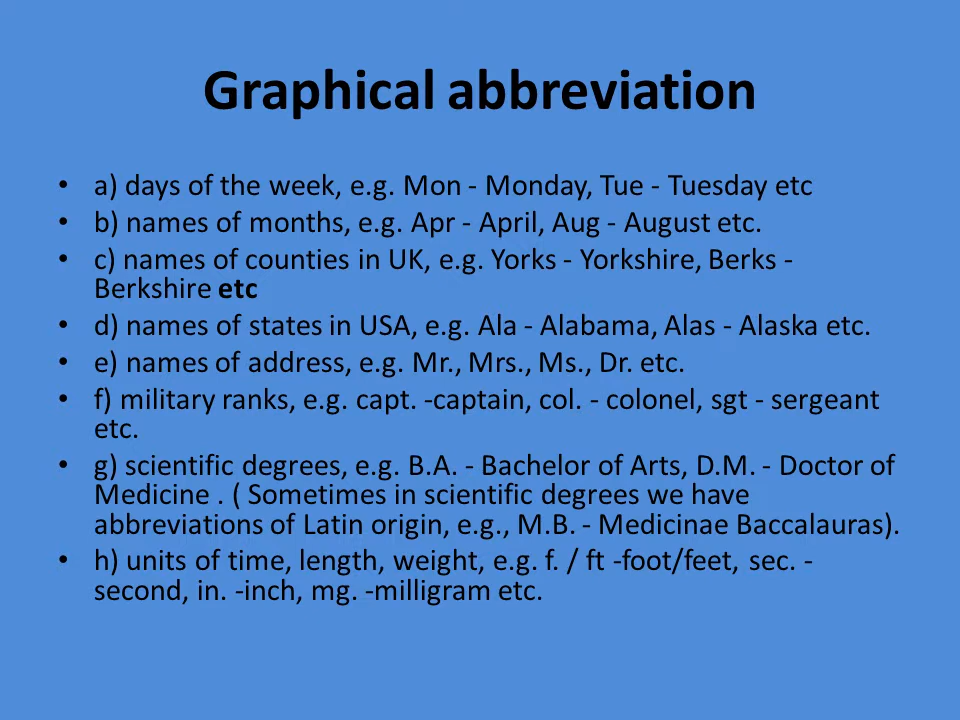 Graphical abbreviation
• a) days of the week, e.g. Mon - Monday, Tue - Tuesday etc
• b) names of months, e.g. Apr - April, Aug - August etc.
• c) names of counties in UK, e.g. Yorks - Yorkshire, Berks -
Berkshire etc
• d) names of states in USA, e.g. Ala - Alabama, Alas - Alaska etc.
• e) names of address, e.g. Mr., Mrs., Ms., Dr. etc.
• f) military ranks, e.g. capt. -captain, col. - colonel, sgt - sergeant
etc.
• g) scientific degrees, e.g. B.A. - Bachelor of Arts, D.M. - Doctor of
Medicine . ( Sometimes in scientific degrees we have
abbreviations of Latin origin, e.g., M.B. - Medicinae Baccalauras).
• h) units of time, length, weight, e.g. f. / ft -foot/feet, sec. -
second, in. -inch, mg. -milligram etc.